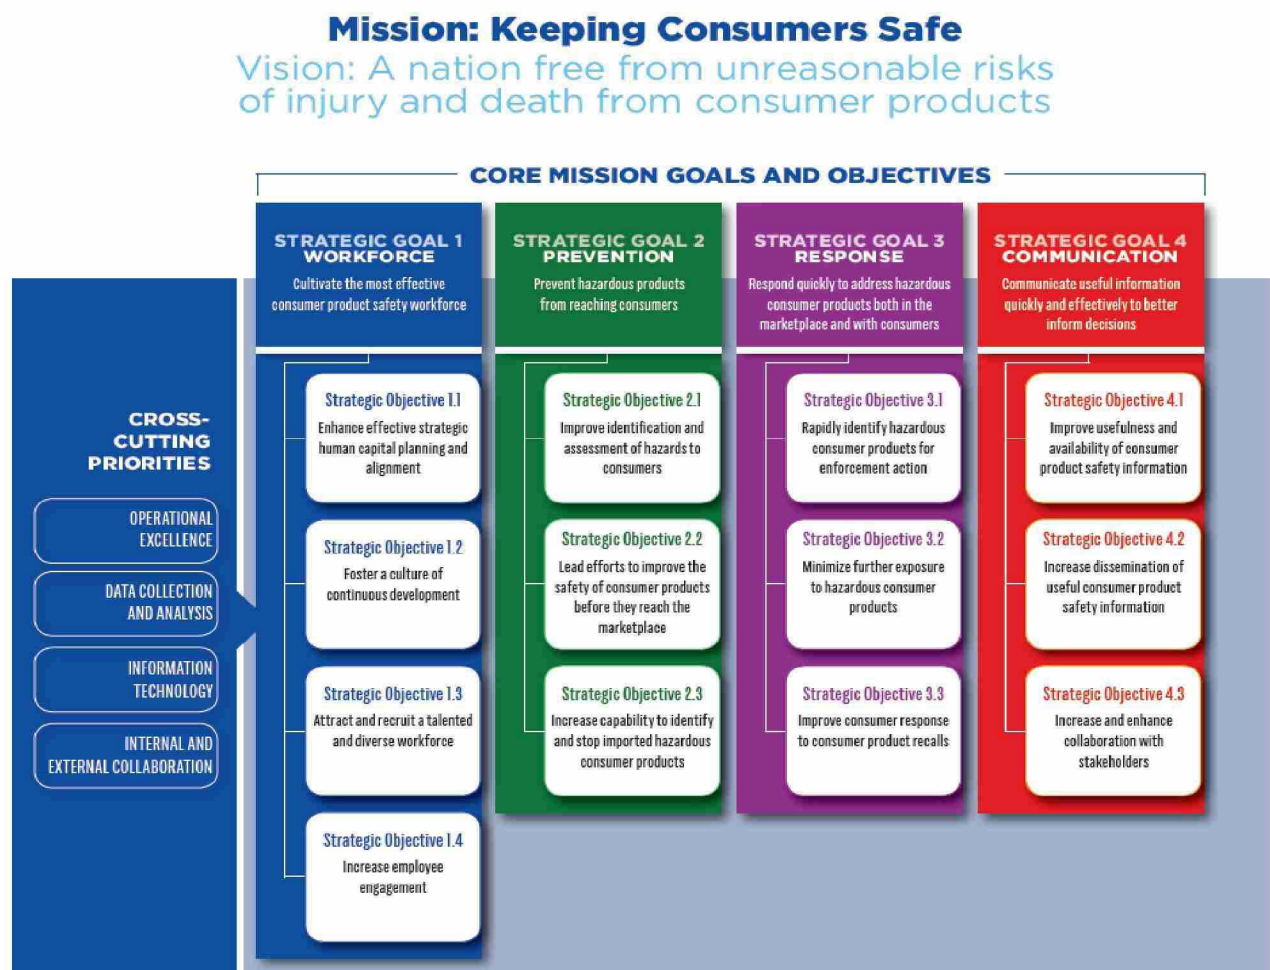 Mission: Keeping Consumers Safe
Vision: A nation free from unreasonable risks
of injury and death from consumer products
CORE MISSION GOALS AND OBJECTIVES
CROSS-
CUTTING
PRIORITIES
OPERATIONAL
EXCELLENCE
DATA COLLECTION
AND ANALYSIS
INFORMATION
TECHNOLOGY
INTERNAL AND
EXTERNAL COLLABORATION
STRATEGIC GOAL 1
WORKFORCE
Cultivate the most effective
consumer product safety workforce
Strategic Objective 1.1
Enhance effective strategic
human capital planning and
alignment
Strategic Objective 1.2
Foster a culture of
continuous development
Strategic Objective 1.3
Attract and recruit a talented
and diverse workforce
Strategic Objective 1.4
Increase employee
engagement
STRATEGIC GOAL 2
PREVENTION
Prevent hazardous products
from reaching consumers
Strategic Objective 2.1
Improve identification and
assessment of hazards to
consumers
Strategic Objective 2.2
Lead efforts to improve the
safety of consumer products
before they reach the
marketplace
Strategic Objective 2.3
Increase capability to identify
and stop imported hazardous
consumer products
STRATEGIC GOAL 3
RESPONSE
Respond quickly to address hazardous
consumer products both in the
marketplace and with consumers
Strategic Objective 3.1
Rapidly identify hazardous
consumer products for
enforcement action
Strategic Objective 3.2
Minimize further exposure
to hazardous consumer
products
Strategic Objective 3.3
Improve consumer response
to consumer product recalls
STRATEGIC GOAL 4
COMMUNICATION
Communicate useful information
quickly and effectively to better
inform decisions
Strategic Objective 4.1
Improve usefulness and
availability of consumer
product safety information
Strategic Objective 4.2
Increase dissemination of
useful consumer product
safety information
Strategic Objective 4.3
Increase and enhance
collaboration with
stakeholders